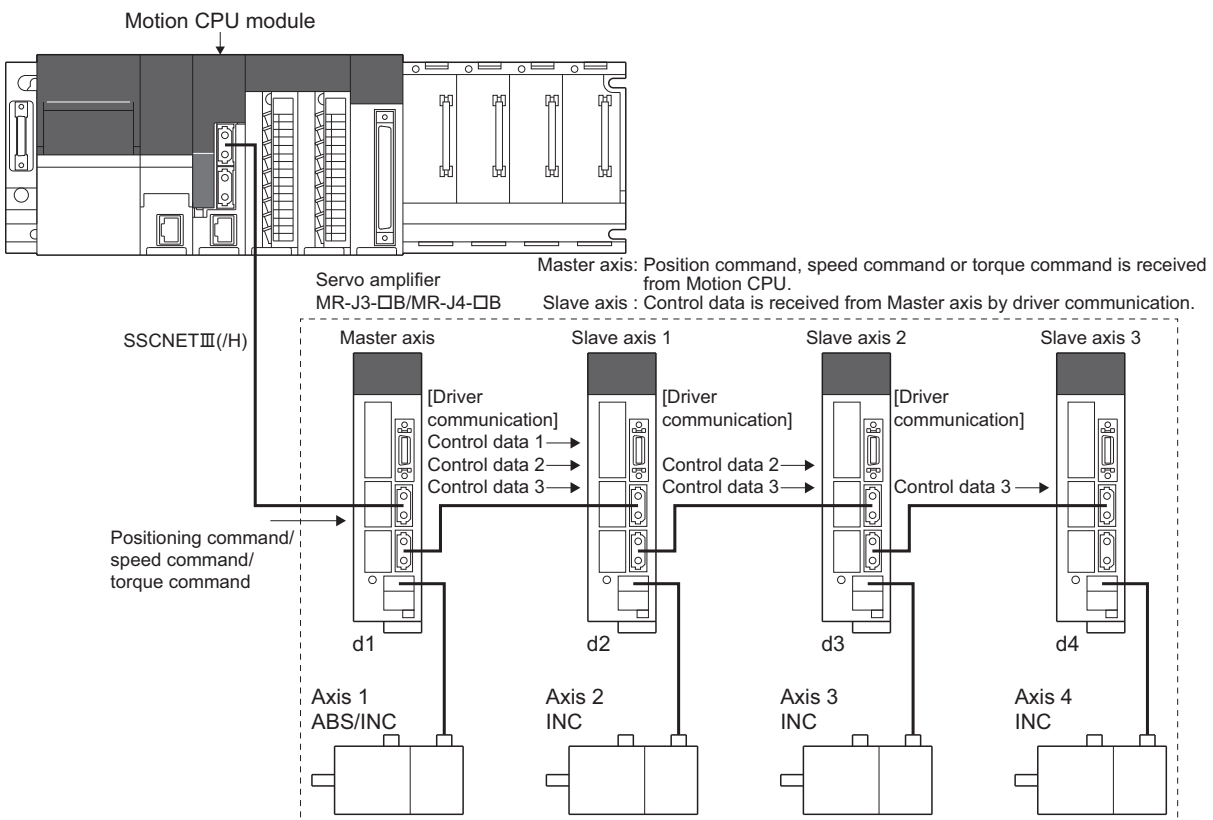 Motion CPU module
Master axis: Position command, speed command or torque command is received
from Motion CPU.
Slave axis : Control data is received from Master axis by driver communication.
Servo amplifier
MR-J3-□B/MR-J4-□B
SSCNETⅢ(/H)
Master axis
Slave axis 1
Slave axis 2
Slave axis 3
[Driver
communication]
Control data 1
Control data 2
Control data 3
[Driver
communication]
Control data 2
Control data 3
[Driver
communication]
Control data 3
Positioning command/
speed command/
torque command
d1
d2
d3
d4
Axis 1
ABS/INC
Axis 2
INC
Axis 3
INC
Axis 4
INC